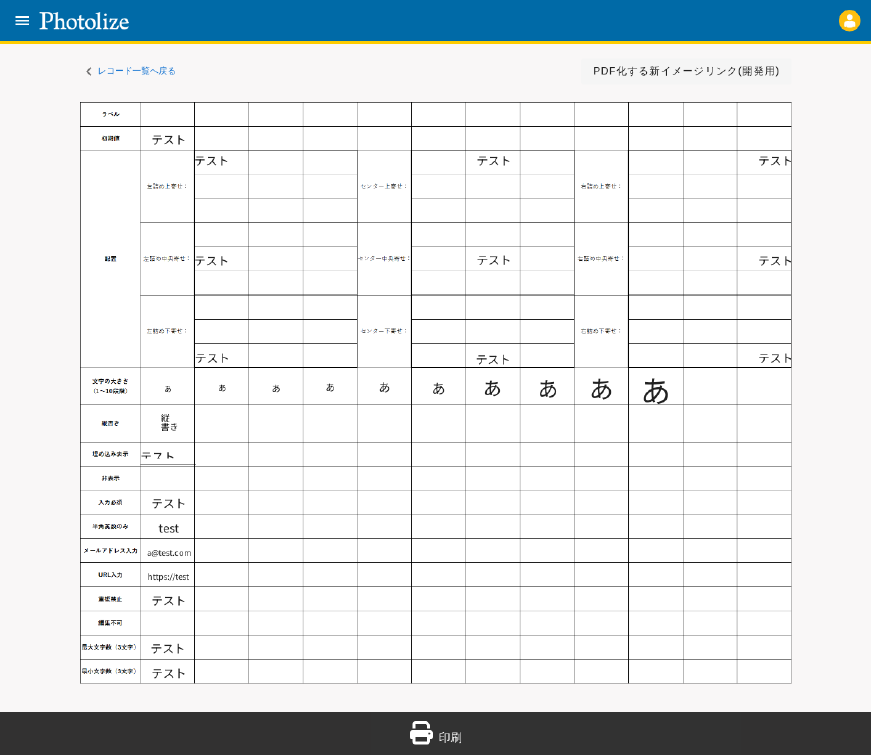 Photolize
レコード一覧へ戻る
PDF化する新イメージリンク(開発用)
ラベル
初期値 テスト
テスト テスト テスト
左詰め上寄せ： センター上寄せ： 右詰め上寄せ：
配置 左詰め中央寄せ： テスト センター中央寄せ： テスト 右詰め中央寄せ： テスト
左詰め下寄せ： センター下寄せ： 右詰め下寄せ：
テスト テスト テスト
文字の大きさ
（1〜10段階） あ あ あ あ あ あ あ あ あ あ
縦書き 縦
書き
埋め込み表示 テスト
非表示
入力必須 テスト
半角英数のみ test
メールアドレス入力 a@test.com
URL入力 https://test
重複禁止 テスト
編集不可
最大文字数（3文字） テスト
最小文字数（3文字） テスト
印刷